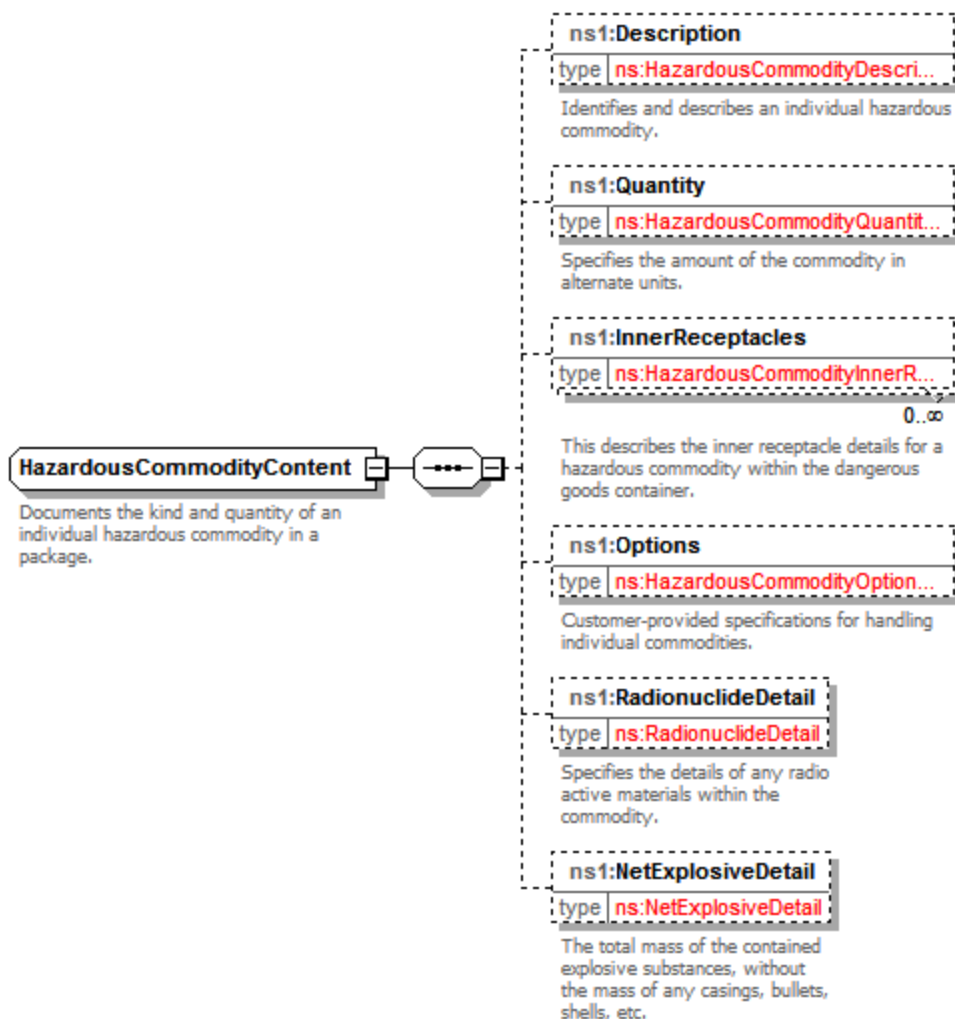 ns1:Description
type ns:HazardousCommodityDescri...
Identifies and describes an individual hazardous
commodity.
ns1:Quantity
type ns:HazardousCommodityQuantit...
Specifies the amount of the commodity in
alternate units.
ns1:InnerReceptacles
type ns:HazardousCommodityInnerR...
0..∞
This describes the inner receptacle details for a
hazardous commodity within the dangerous
goods container.
HazardousCommodityContent
Documents the kind and quantity of an
individual hazardous commodity in a
package.
ns1:Options
type ns:HazardousCommodityOption...
Customer-provided specifications for handling
individual commodities.
ns1:RadionuclideDetail
type ns:RadionuclideDetail
Specifies the details of any radio
active materials within the
commodity.
ns1:NetExplosiveDetail
type ns:NetExplosiveDetail
The total mass of the contained
explosive substances, without
the mass of any casings, bullets,
shells, etc.